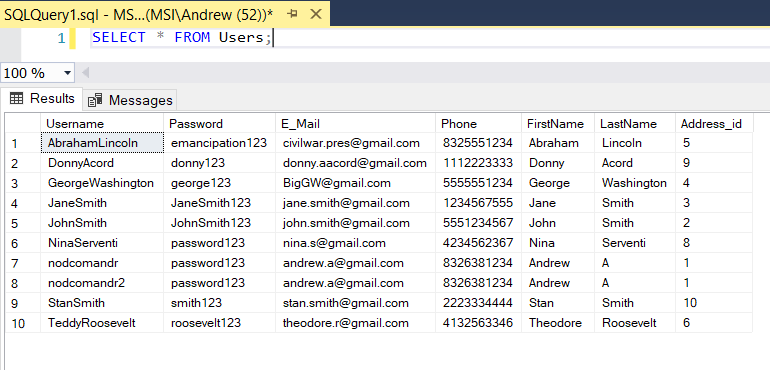 SQLQuery1.sql - MS...(MSI\Andrew (52))*
1 SELECT * FROM Users;
100 %
Results Messages
Username Password E_Mail Phone FirstName LastName Address_id
1 AbrahamLincoln emancipation123 civilwar.pres@gmail.com 8325551234 Abraham Lincoln 5
2 DonnyAcord donny123 donny.aacord@gmail.com 1112223333 Donny Acord 9
3 GeorgeWashington george123 BigGW@gmail.com 5555551234 George Washington 4
4 JaneSmith JaneSmith123 jane.smith@gmail.com 1234567555 Jane Smith 3
5 JohnSmith JohnSmith123 john.smith@gmail.com 5551234567 John Smith 2
6 NinaServenti password123 nina.s@gmail.com 4234562367 Nina Serventi 8
7 nodcomandr password123 andrew.a@gmail.com 8326381234 Andrew A 1
8 nodcomandr2 password123 andrew.a@gmail.com 8326381234 Andrew A 1
9 StanSmith smith123 stan.smith@gmail.com 2223334444 Stan Smith 10
10 TeddyRoosevelt roosevelt123 theodore.r@gmail.com 4132563346 Theodore Roosevelt 6